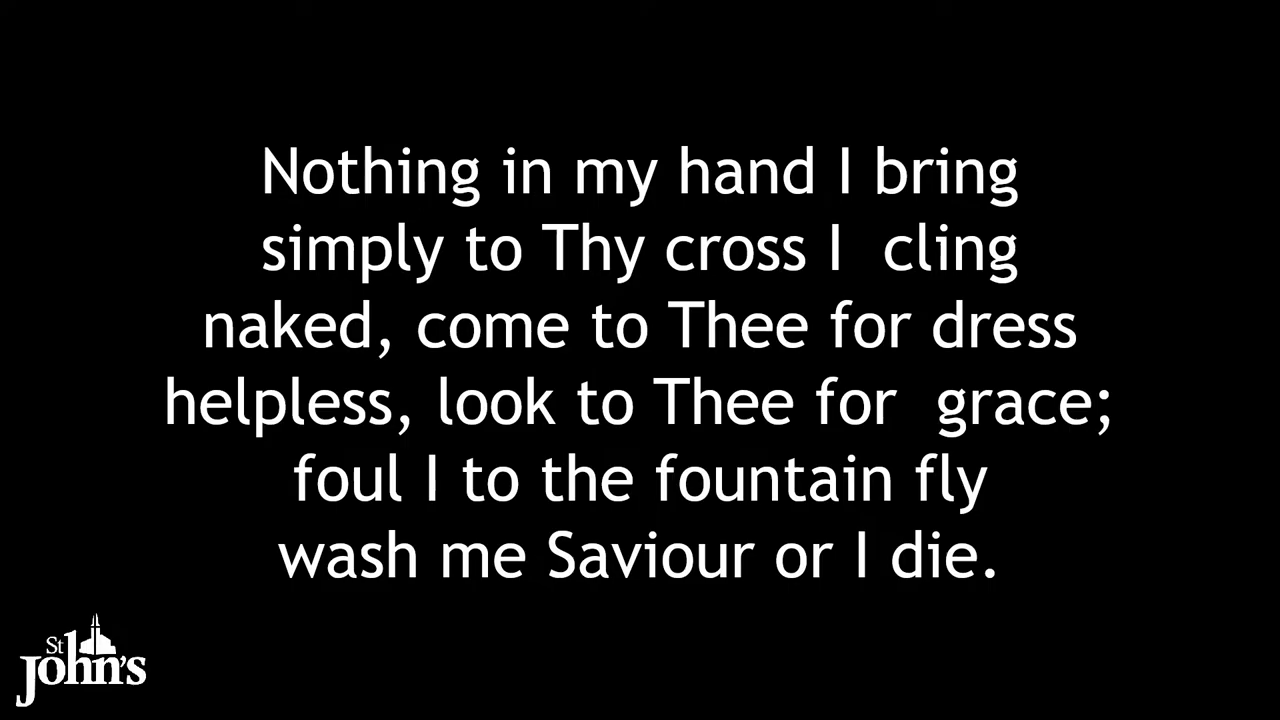 Nothing in my hand I bring
simply to Thy cross I  cling
naked, come to Thee for dress
helpless, look to Thee for  grace;
foul I to the fountain fly
wash me Saviour or I die.
St
John's